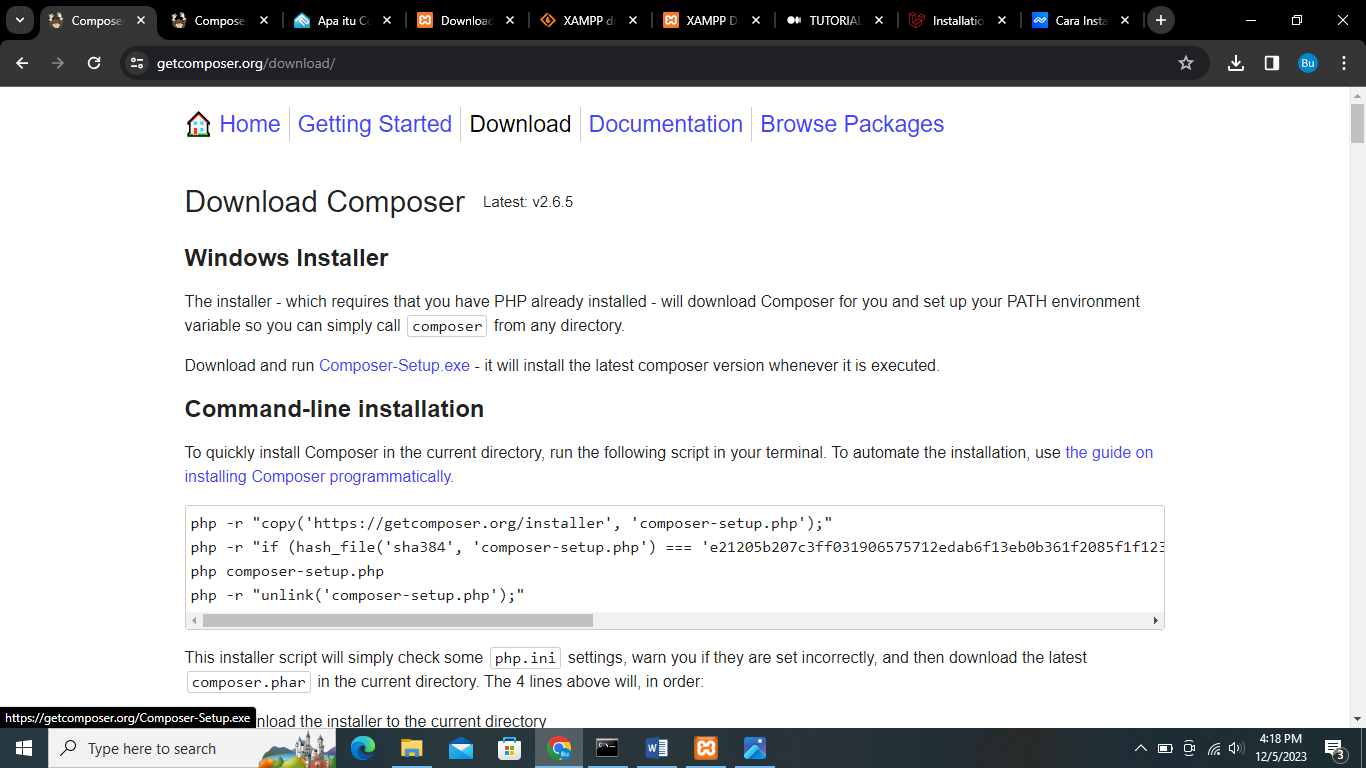 Compose
Compose
Apa itu C
Download
XAMPP d
XAMPP D
TUTORIAL
Installatio
Cara Insta
getcomposer.org/download/
Bu
Home
Getting Started
Download
Documentation
Browse Packages
Download Composer Latest: v2.6.5
Windows Installer
The installer - which requires that you have PHP already installed - will download Composer for you and set up your PATH environment
variable so you can simply call composer from any directory.
Download and run Composer-Setup.exe - it will install the latest composer version whenever it is executed.
Command-line installation
To quickly install Composer in the current directory, run the following script in your terminal. To automate the installation, use the guide on
installing Composer programmatically.
php -r "copy('https://getcomposer.org/installer', 'composer-setup.php');"
php -r "if (hash_file('sha384', 'composer-setup.php') === 'e21205b207c3ff031906575712edab6f13eb0b361f2085f1f123
php composer-setup.php
php -r "unlink('composer-setup.php');"
This installer script will simply check some php.ini settings, warn you if they are set incorrectly, and then download the latest
composer.phar in the current directory. The 4 lines above will, in order:
nload the installer to the current directory
https://getcomposer.org/Composer-Setup.exe
Type here to search
4:18 PM
12/5/2023
3